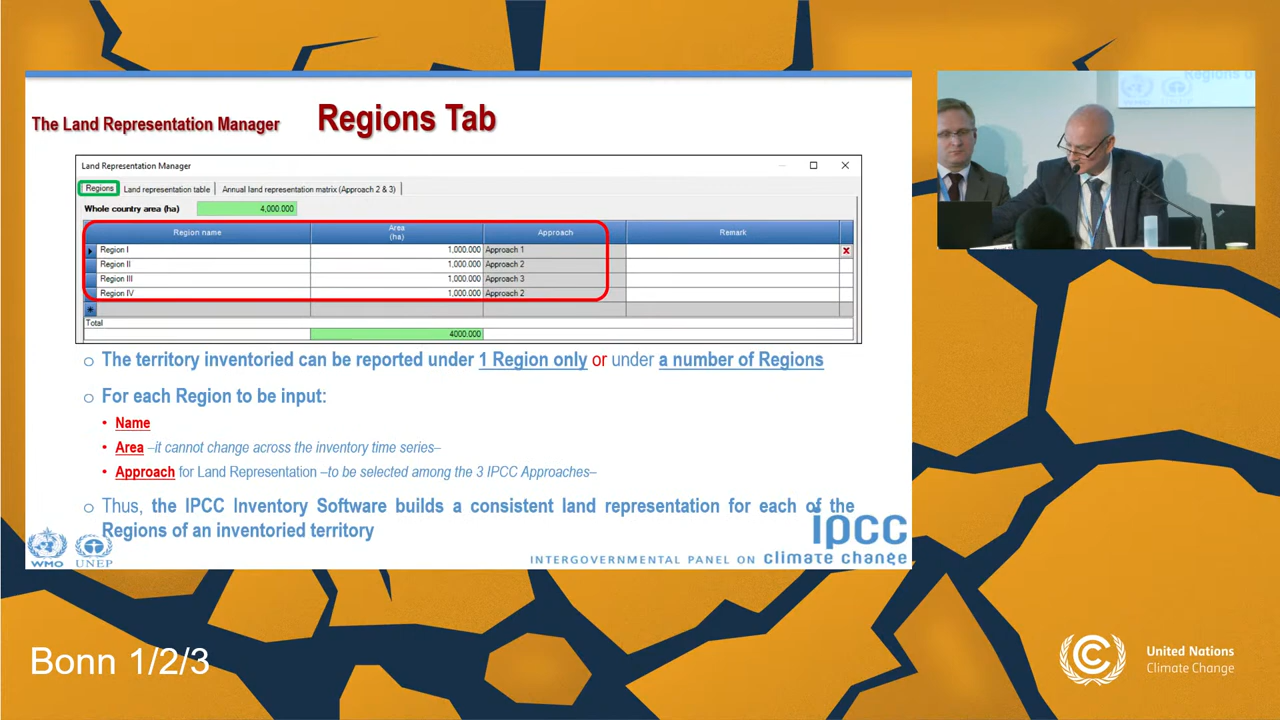 The Land Representation Manager Regions Tab
Land Representation Manager
Regions Land representation table Annual land representation matrix (Approach 2 & 3)
Whole country area (ha) 4,000.000
Region name Area (ha) Approach Remark
Region I 1,000.000 Approach 1
Region II 1,000.000 Approach 2
Region III 1,000.000 Approach 3
Region IV 1,000.000 Approach 2
Total
4000.000
o The territory inventoried can be reported under 1 Region only or under a number of Regions
o For each Region to be input:
• Name
• Area –it cannot change across the inventory time series–
• Approach for Land Representation –to be selected among the 3 IPCC Approaches–
o Thus, the IPCC Inventory Software builds a consistent land representation for each of the
Regions of an inventoried territory
WMO UNEP
ipcc
INTERGOVERNMENTAL PANEL ON climate change
Bonn 1/2/3
United Nations
Climate Change